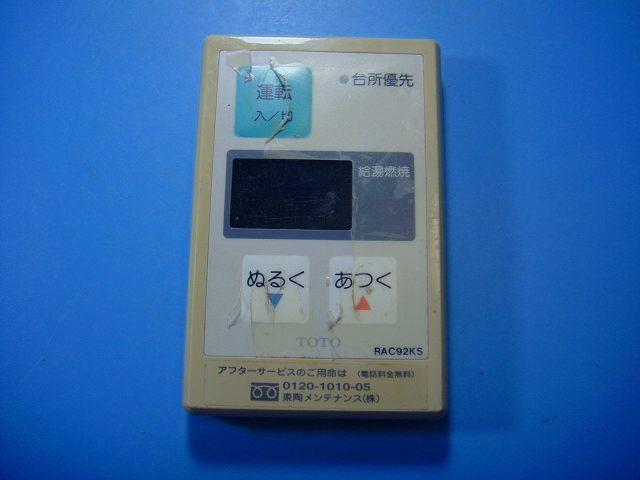 運転
入／切
台所優先
給湯燃焼
ぬるく
あつく
TOTO
RAC92KS
アフターサービスのご用命は (電話料金無料)
0120-1010-05
東陶メンテナンス(株)